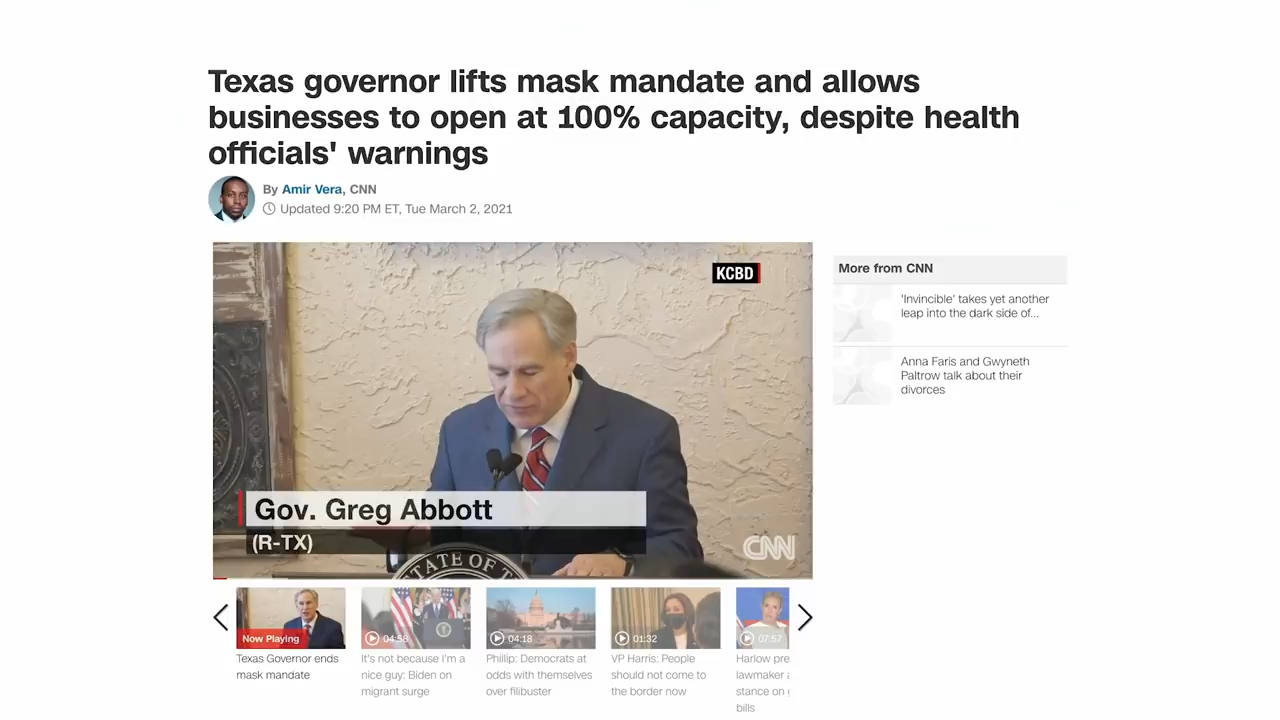 Texas governor lifts mask mandate and allows
businesses to open at 100% capacity, despite health
officials' warnings
By Amir Vera, CNN
Updated 9:20 PM ET, Tue March 2, 2021
KCBD
Gov. Greg Abbott
(R-TX)
CNN
STATE OF T
More from CNN
'Invincible' takes yet another
leap into the dark side of...
Anna Faris and Gwyneth
Paltrow talk about their
divorces
Now Playing
Texas Governor ends
mask mandate
04:58
It's not because I'm a
nice guy: Biden on
migrant surge
04:18
Phillip: Democrats at
odds with themselves
over filibuster
01:32
VP Harris: People
should not come to
the border now
07:57
Harlow pre
lawmaker
stance on
bills